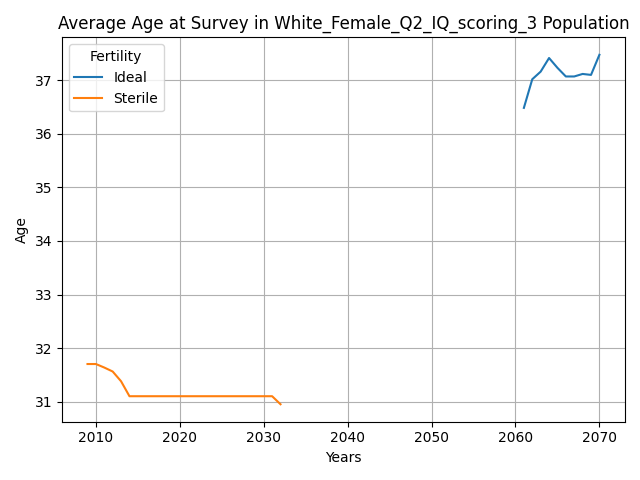 Average Age at Survey in White_Female_Q2_IQ_scoring_3 Population
Fertility
Ideal
Sterile
37
36
35
34
33
32
31
Age
2010 2020 2030 2040 2050 2060 2070
Years